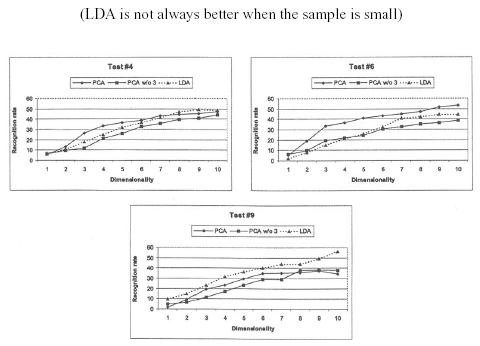 (LDA is not always better when the sample is small)
Test #4
PCA PCA w/o 3 LDA
Recognition rate
60
50
40
30
20
10
0
1 2 3 4 5 6 7 8 9 10
Dimensionality
Test #6
PCA PCA w/o 3 LDA
Recognition rate
60
50
40
30
20
10
0
1 2 3 4 5 6 7 8 9 10
Dimensionality
Test #9
PCA PCA w/o 3 LDA
Recognition rate
60
50
40
30
20
10
0
1 2 3 4 5 6 7 8 9 10
Dimensionality